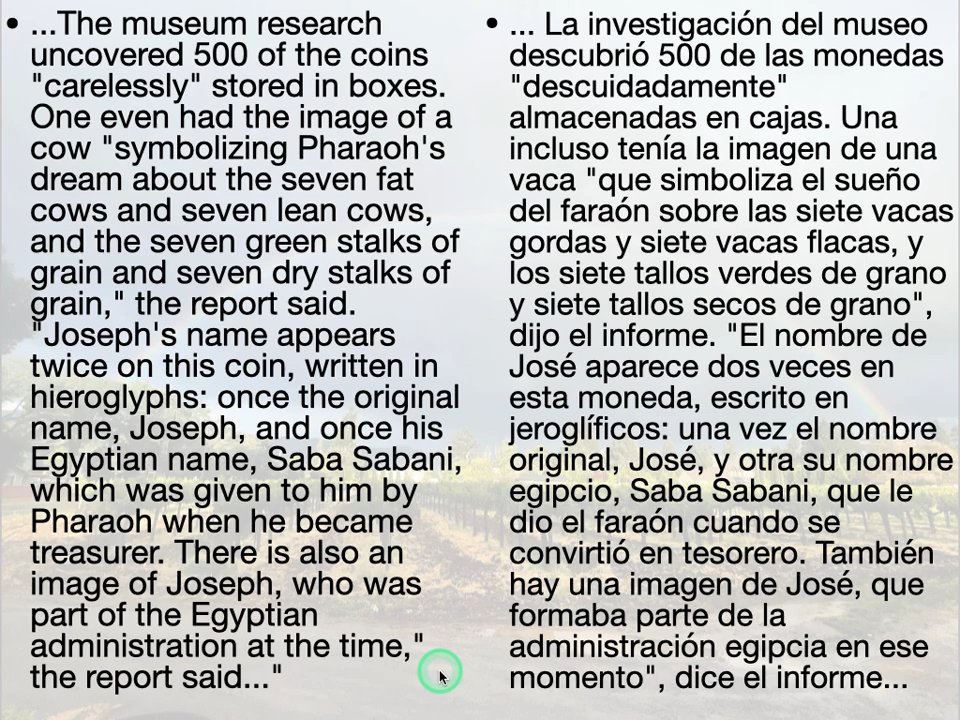 • ...The museum research
uncovered 500 of the coins
"carelessly" stored in boxes.
One even had the image of a
cow "symbolizing Pharaoh's
dream about the seven fat
cows and seven lean cows,
and the seven green stalks of
grain and seven dry stalks of
grain," the report said.
"Joseph's name appears
twice on this coin, written in
hieroglyphs: once the original
name, Joseph, and once his
Egyptian name, Saba Sabani,
which was given to him by
Pharaoh when he became
treasurer. There is also an
image of Joseph, who was
part of the Egyptian
administration at the time,"
the report said..."
• ... La investigación del museo
descubrió 500 de las monedas
"descuidadamente"
almacenadas en cajas. Una
incluso tenía la imagen de una
vaca "que simboliza el sueño
del faraón sobre las siete vacas
gordas y siete vacas flacas, y
los siete tallos verdes de grano
y siete tallos secos de grano",
dijo el informe. "El nombre de
José aparece dos veces en
esta moneda, escrito en
jeroglíficos: una vez el nombre
original, José, y otra su nombre
egipcio, Saba Sabani, que le
dio el faraón cuando se
convirtió en tesorero. También
hay una imagen de José, que
formaba parte de la
administración egipcia en ese
momento", dice el informe...